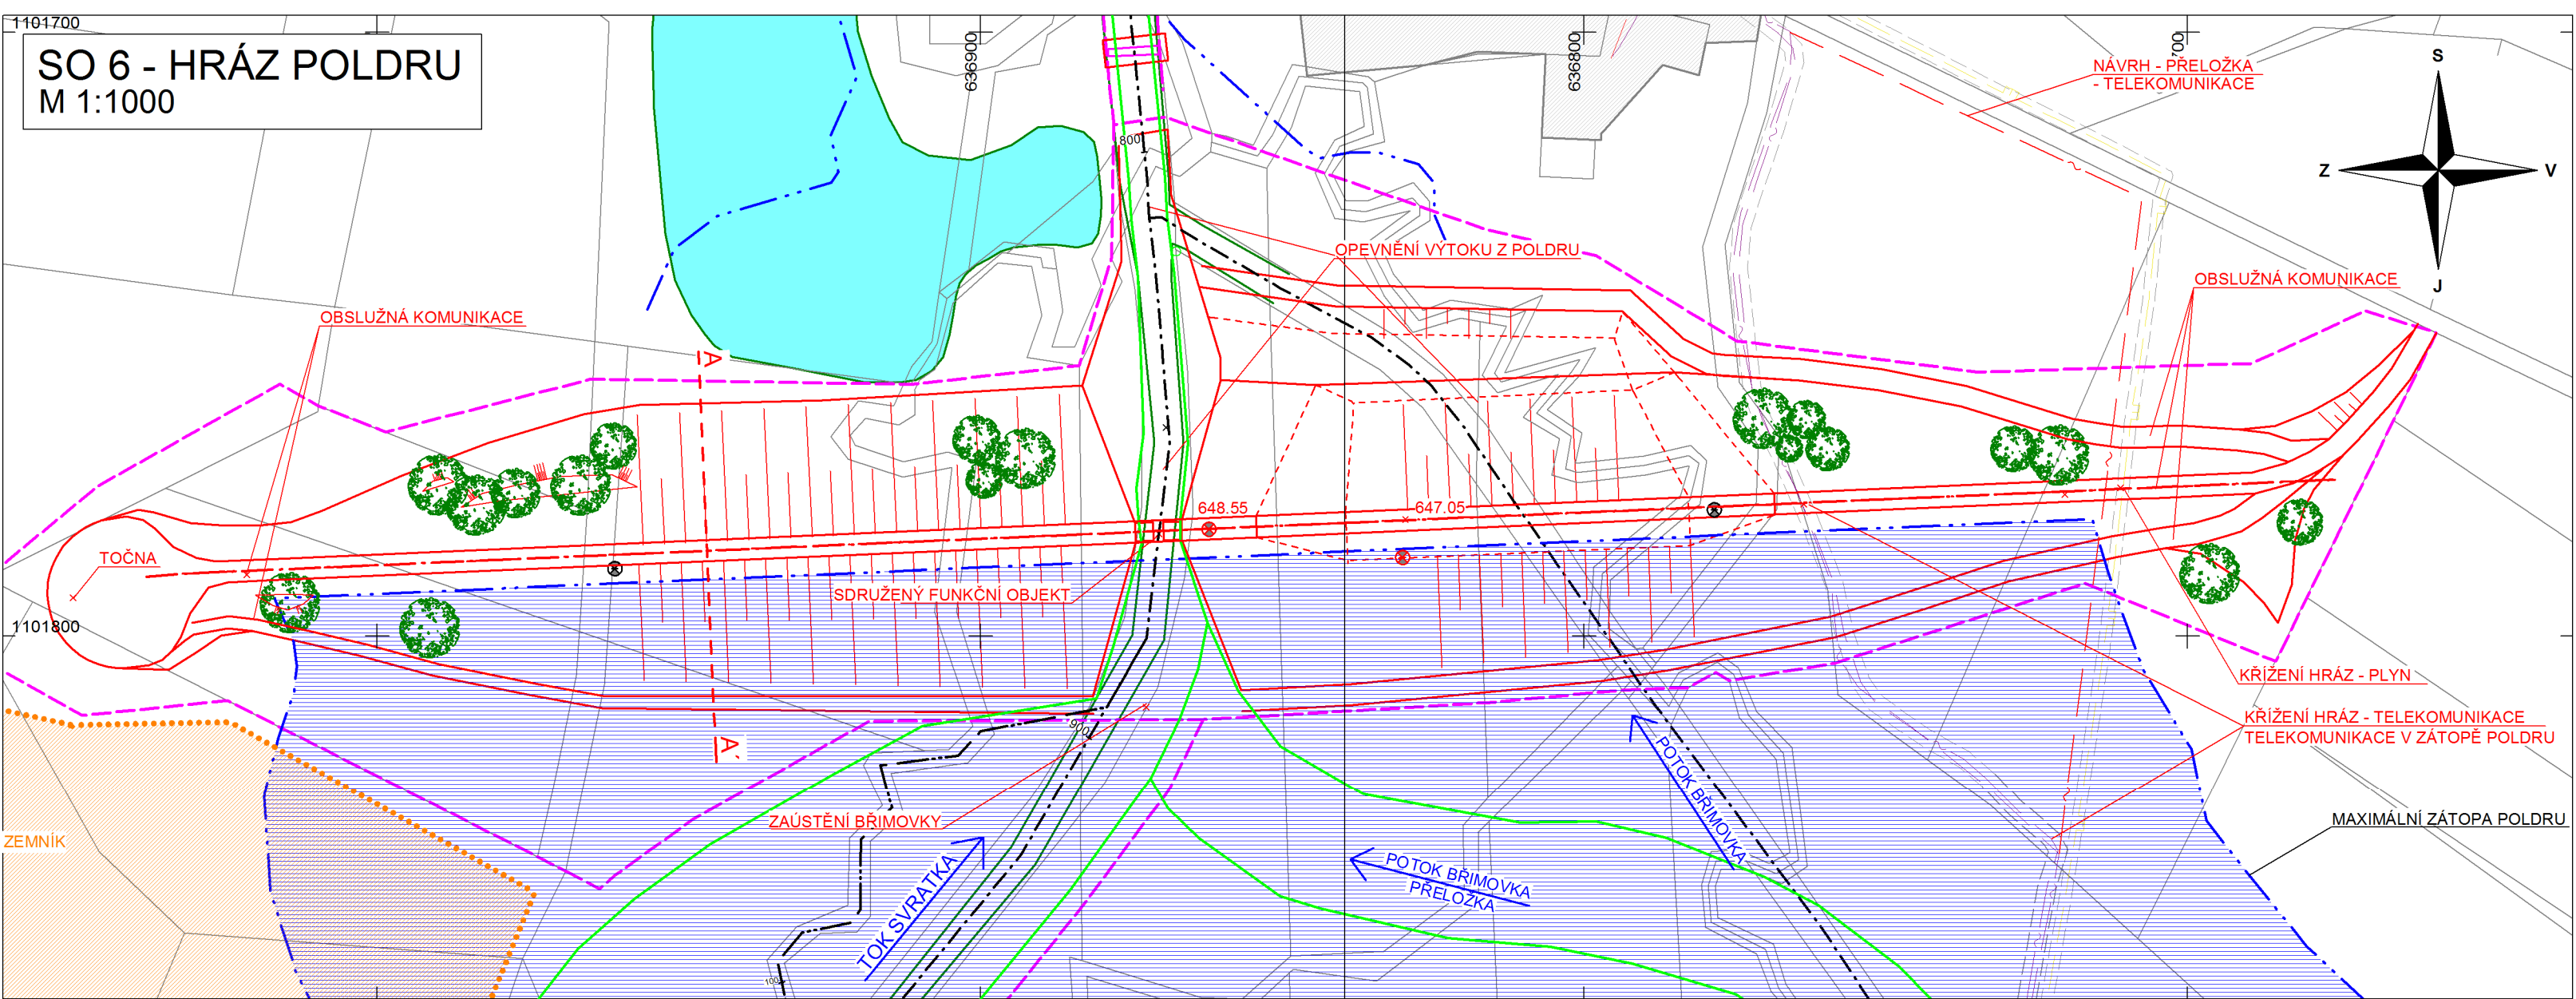 1101700
SO 6 - HRÁZ POLDRU
M 1:1000
636900
636800
700
NÁVRH - PŘELOŽKA
- TELEKOMUNIKACE
S
Z
V
J
800
OPEVNĚNÍ VÝTOKU Z POLDRU
OBSLUŽNÁ KOMUNIKACE
OBSLUŽNÁ KOMUNIKACE
A
648.55
647.05
TOČNA
SDRUŽENÝ FUNKČNÍ OBJEKT
1101800
KŘÍŽENÍ HRÁZ - PLYN
KŘÍŽENÍ HRÁZ - TELEKOMUNIKACE
TELEKOMUNIKACE V ZÁTOPĚ POLDRU
900
A´
POTOK BŘIMOVKA
ZAÚSTĚNÍ BŘIMOVKY
MAXIMÁLNÍ ZÁTOPA POLDRU
ZEMNÍK
TOK SVRATKA
POTOK BŘIMOVKA
PŘELOŽKA
100